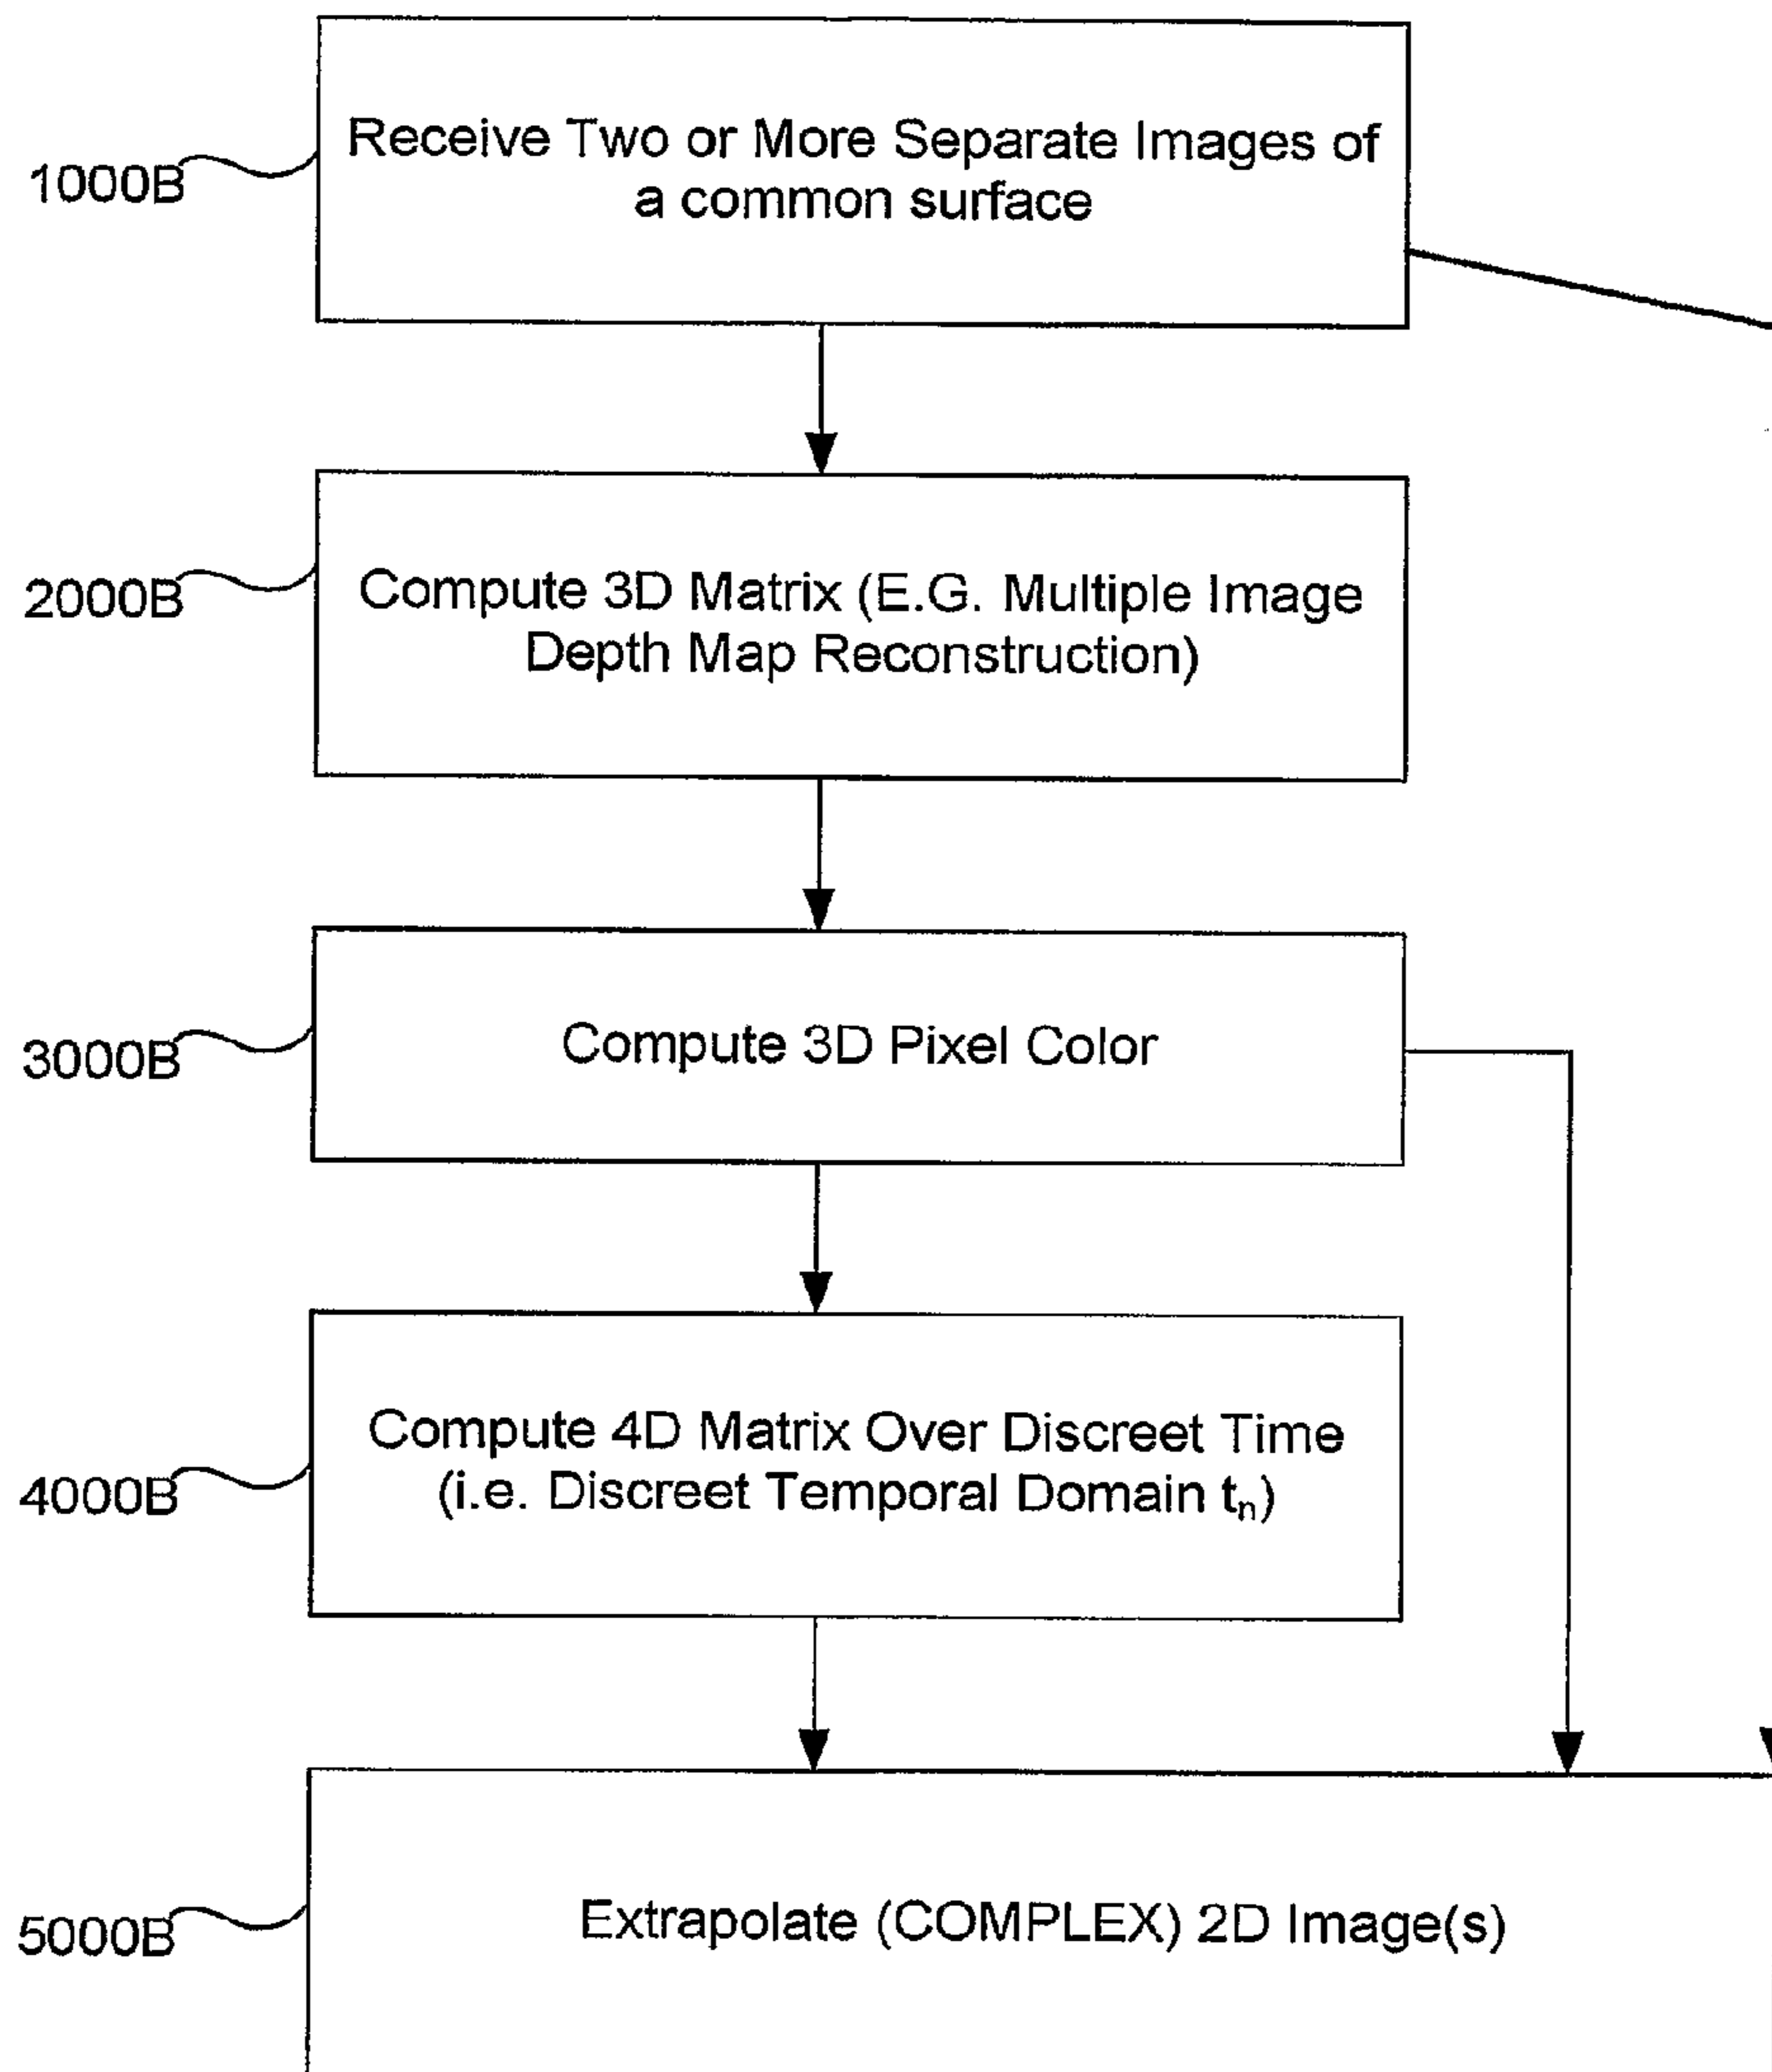 1000B
Receive Two or More Separate Images of
a common surface
2000B
Compute 3D Matrix (E.G. Multiple Image
Depth Map Reconstruction)
3000B
Compute 3D Pixel Color
4000B
Compute 4D Matrix Over Discreet Time
(i.e. Discreet Temporal Domain tₙ)
5000B
Extrapolate (COMPLEX) 2D Image(s)